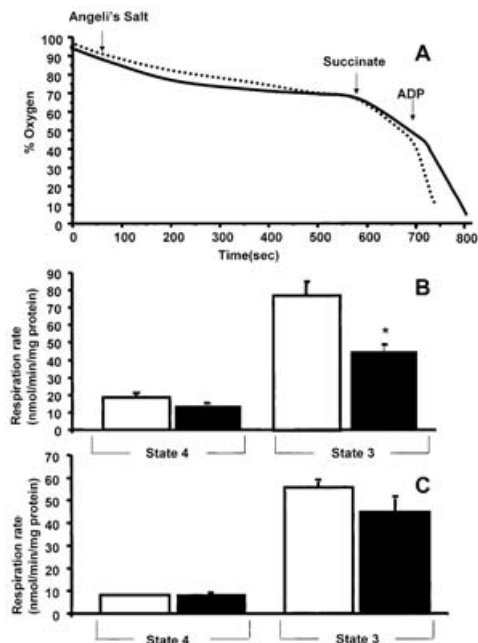 Angeli's Salt
A
Succinate
ADP
% Oxygen
100
90
80
70
60
50
40
30
20
10
0
0 100 200 300 400 500 600 700 800
Time(sec)
B
Respiration rate
(nmol/min/mg protein)
90
80
70
60
50
40
30
20
10
0
*
State 4 State 3
C
Respiration rate
(nmol/min/mg protein)
70
60
50
40
30
20
10
0
State 4 State 3